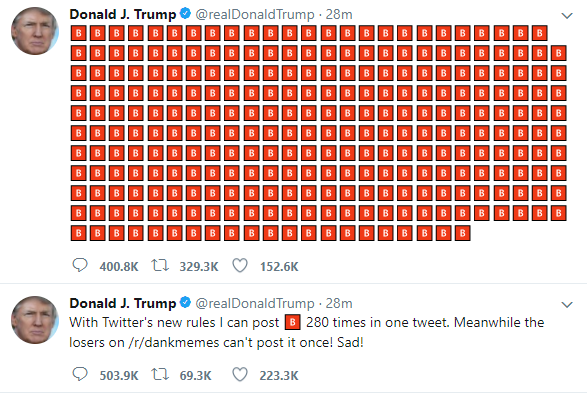 Donald J. Trump @realDonaldTrump · 28m
🅱🅱🅱🅱🅱🅱🅱🅱🅱🅱🅱🅱🅱🅱🅱🅱🅱🅱🅱🅱🅱🅱🅱🅱🅱
🅱🅱🅱🅱🅱🅱🅱🅱🅱🅱🅱🅱🅱🅱🅱🅱🅱🅱🅱🅱🅱🅱🅱🅱🅱🅱
🅱🅱🅱🅱🅱🅱🅱🅱🅱🅱🅱🅱🅱🅱🅱🅱🅱🅱🅱🅱🅱🅱🅱🅱🅱🅱
🅱🅱🅱🅱🅱🅱🅱🅱🅱🅱🅱🅱🅱🅱🅱🅱🅱🅱🅱🅱🅱🅱🅱🅱🅱🅱
🅱🅱🅱🅱🅱🅱🅱🅱🅱🅱🅱🅱🅱🅱🅱🅱🅱🅱🅱🅱🅱🅱🅱🅱🅱🅱
🅱🅱🅱🅱🅱🅱🅱🅱🅱🅱🅱🅱🅱🅱🅱🅱🅱🅱🅱🅱🅱🅱🅱🅱🅱🅱
🅱🅱🅱🅱🅱🅱🅱🅱🅱🅱🅱🅱🅱🅱🅱🅱🅱🅱🅱🅱🅱🅱🅱🅱🅱🅱
🅱🅱🅱🅱🅱🅱🅱🅱🅱🅱🅱🅱🅱🅱🅱🅱🅱🅱🅱🅱🅱🅱🅱🅱🅱🅱
🅱🅱🅱🅱🅱🅱🅱🅱🅱🅱🅱🅱🅱🅱🅱🅱🅱🅱🅱🅱🅱🅱🅱🅱🅱🅱
🅱🅱🅱🅱🅱🅱🅱🅱🅱🅱🅱🅱🅱🅱🅱🅱🅱🅱🅱🅱🅱🅱🅱🅱🅱🅱
🅱🅱🅱🅱🅱🅱🅱🅱🅱🅱🅱🅱🅱🅱🅱🅱🅱🅱🅱🅱🅱
400.8K 329.3K 152.6K
Donald J. Trump @realDonaldTrump · 28m
With Twitter's new rules I can post 🅱 280 times in one tweet. Meanwhile the
losers on /r/dankmemes can't post it once! Sad!
503.9K 69.3K 223.3K